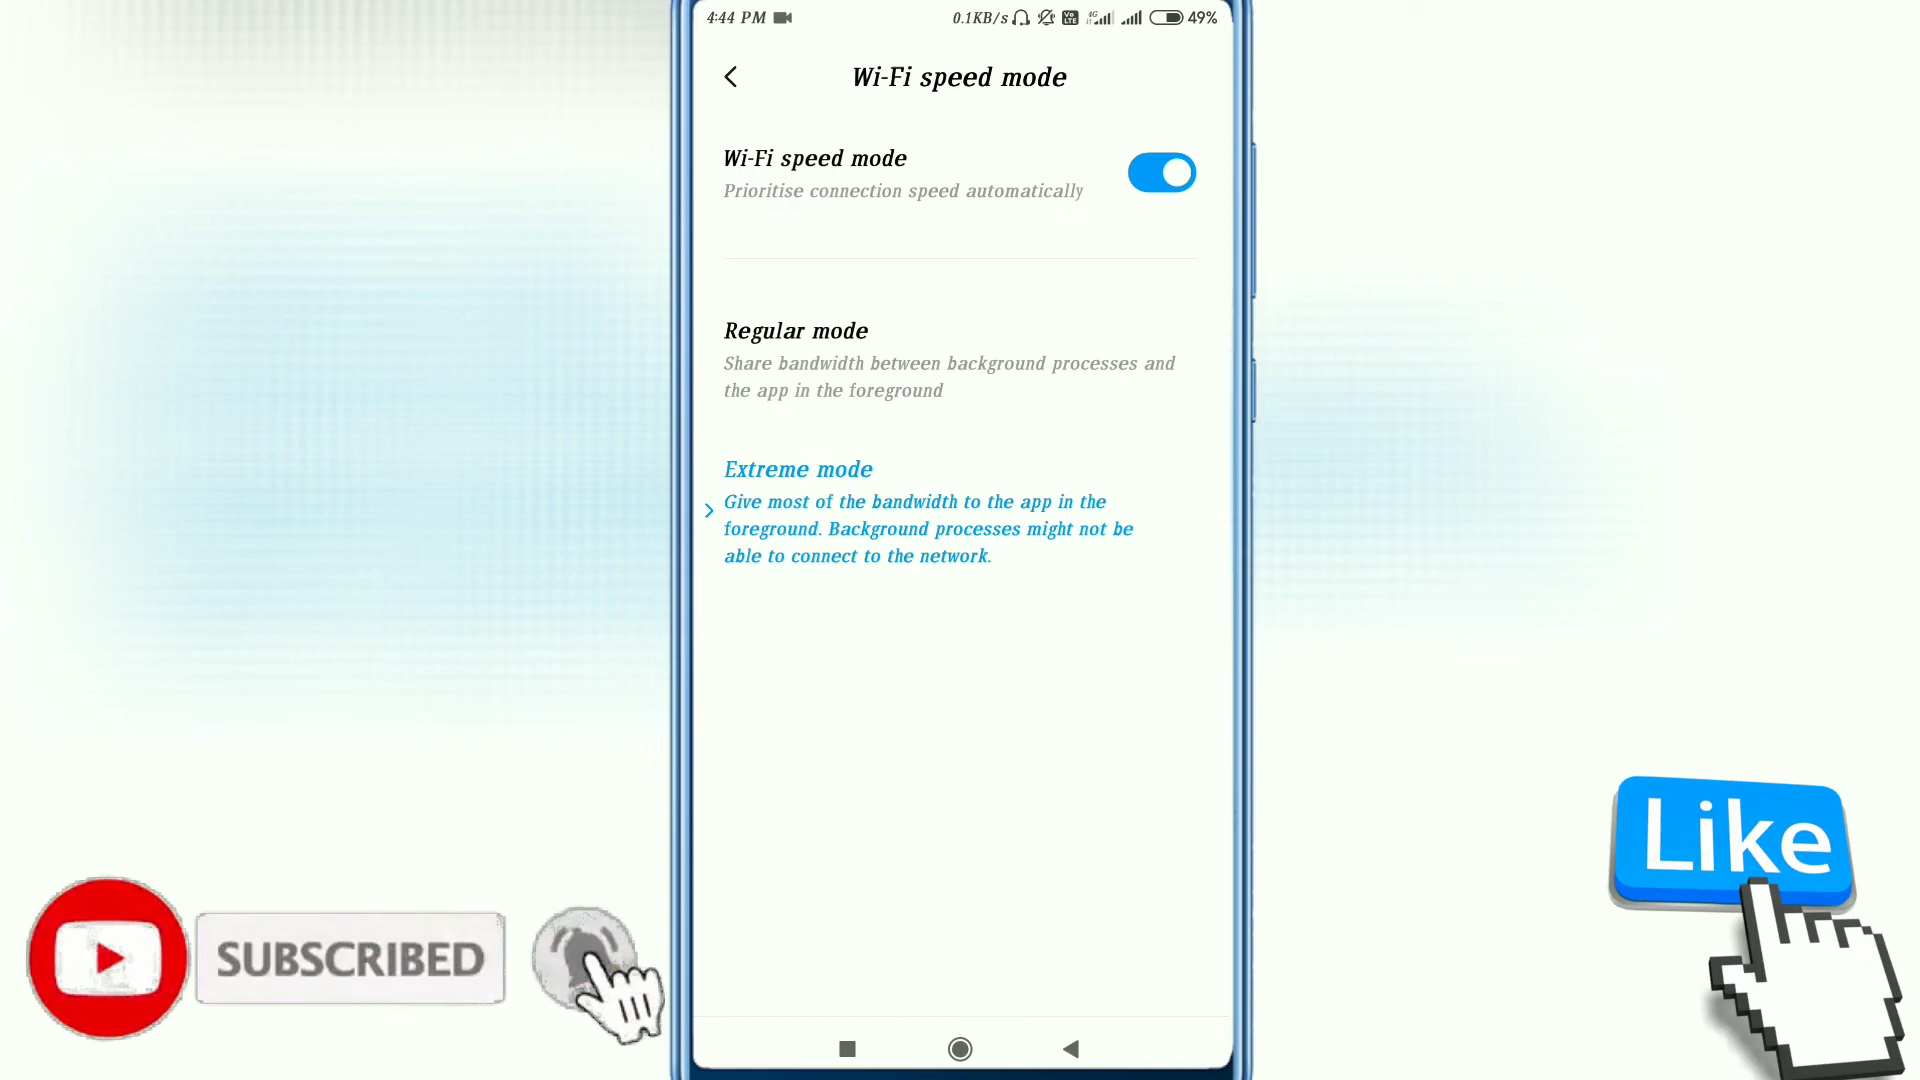 4:44 PM
0.1KB/s
Vo LTE
4G
49%
Wi-Fi speed mode
Wi-Fi speed mode
Prioritise connection speed automatically
Regular mode
Share bandwidth between background processes and
the app in the foreground
Extreme mode
Give most of the bandwidth to the app in the
foreground. Background processes might not be
able to connect to the network.
Like
SUBSCRIBED